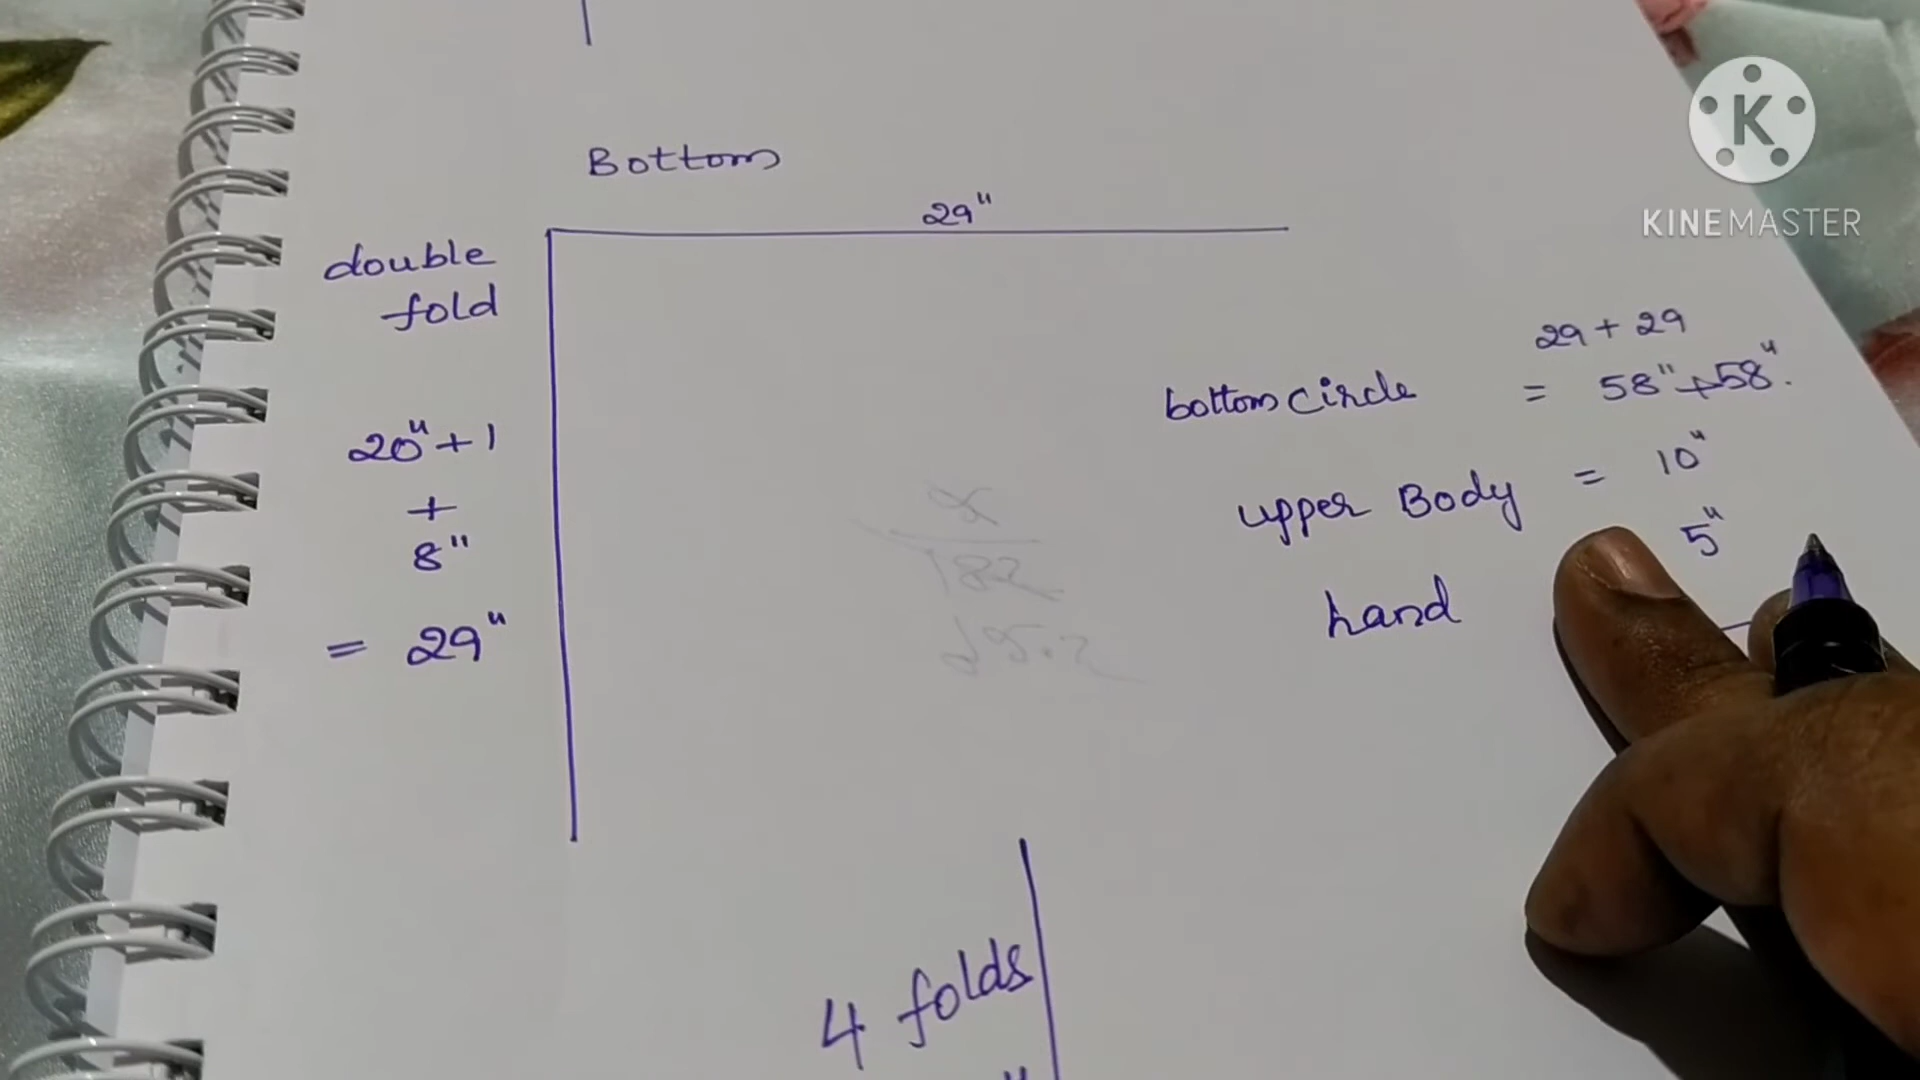 Bottom
29"
double
fold
20"+1
+
8"
= 29"
29 + 29
bottom circle = 58"+58".
upper Body = 10"
hand 5"
4 folds
K
KINEMASTER